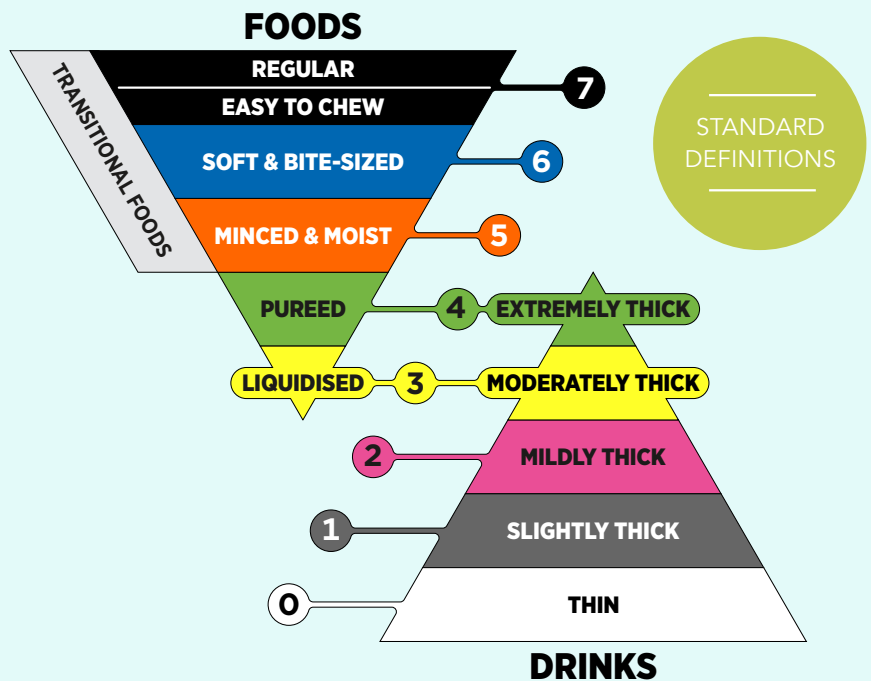 FOODS
REGULAR
7
EASY TO CHEW
STANDARD
DEFINITIONS
TRANSITIONAL FOODS
SOFT & BITE-SIZED
6
MINCED & MOIST
5
PUREED
4
EXTREMELY THICK
LIQUIDISED
3
MODERATELY THICK
2
MILDLY THICK
1
SLIGHTLY THICK
0
THIN
DRINKS